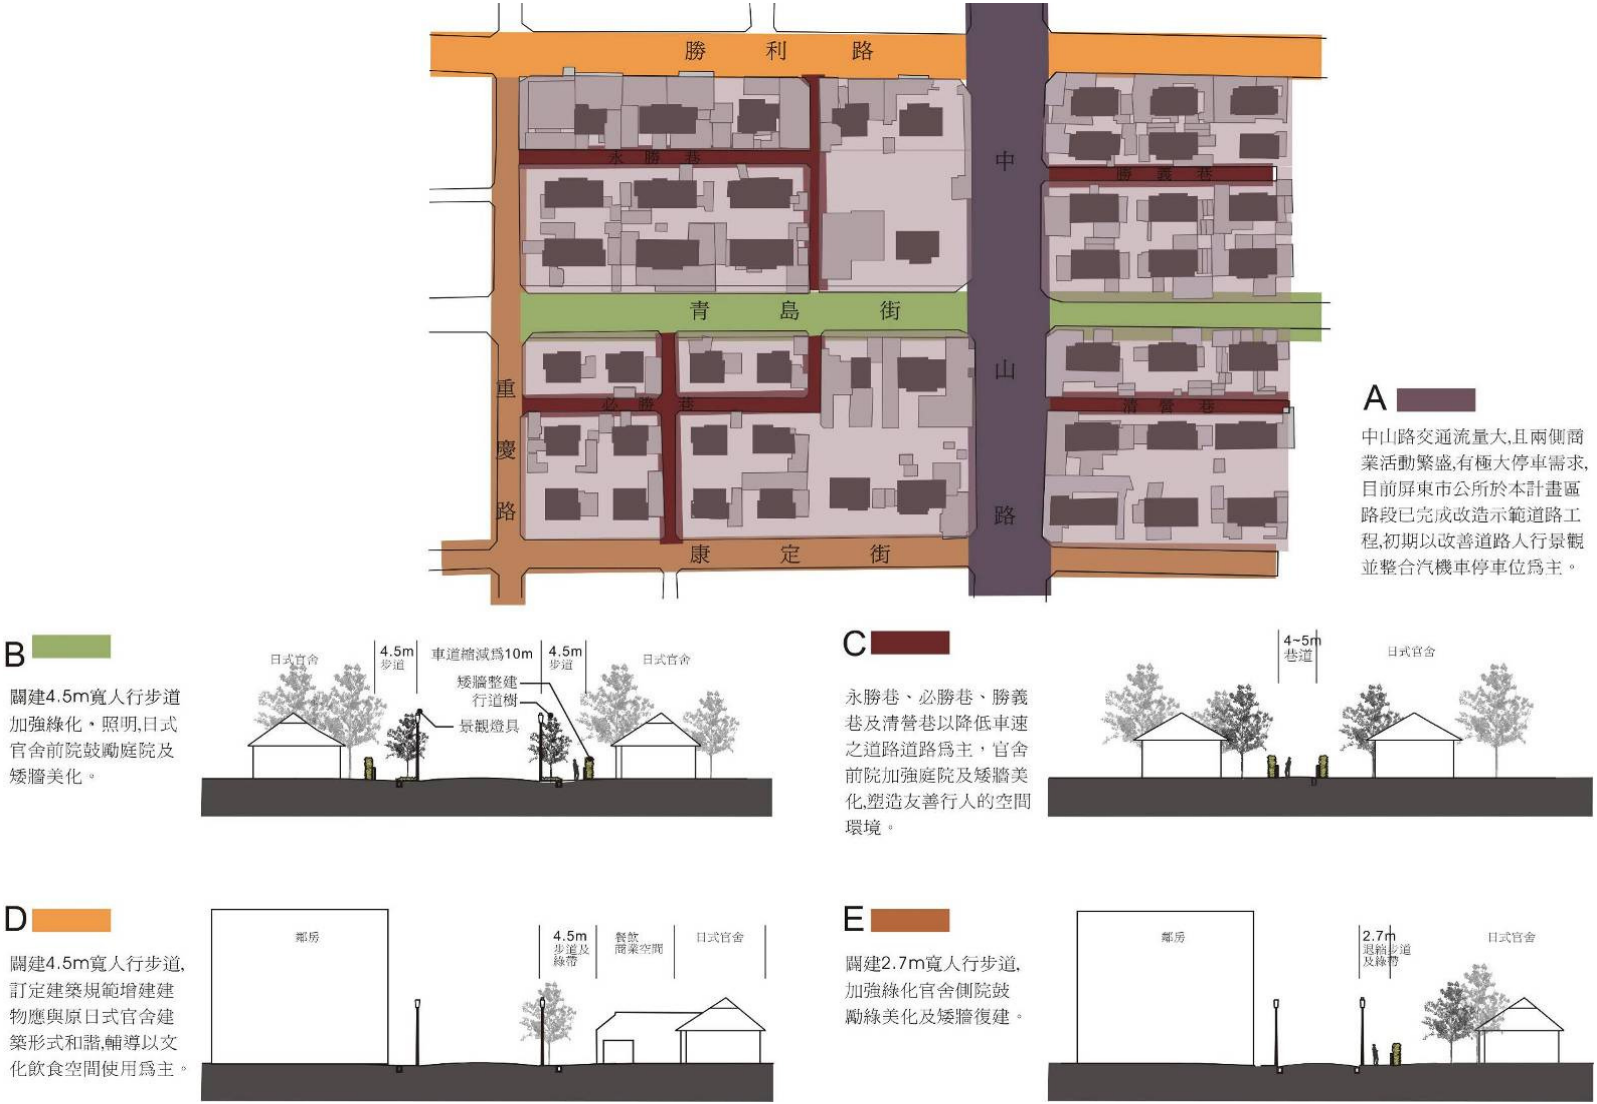 勝利路
永勝巷
中山路
勝義巷
青島街
重慶路
必勝巷
清營巷
康定街
A
中山路交通流量大,且兩側商
業活動繁盛,有極大停車需求,
目前屏東市公所於本計畫區
路段已完成改造示範道路工
程,初期以改善道路人行景觀
並整合汽機車停車位為主。
B
闢建4.5m寬人行步道
加強綠化、照明,日式
官舍前院鼓勵庭院及
矮牆美化。
日式官舍
4.5m
步道
車道縮減為10m
4.5m
步道
日式官舍
矮牆整建
行道樹
景觀燈具
C
永勝巷、必勝巷、勝義
巷及清營巷以降低車速
之道路道路為主，官舍
前院加強庭院及矮牆美
化,塑造友善行人的空間
環境。
4~5m
巷道
日式官舍
D
闢建4.5m寬人行步道,
訂定建築規範增建建
物應與原日式官舍建
築形式和諧,輔導以文
化飲食空間使用為主。
鄰房
4.5m
步道及
綠帶
餐飲
商業空間
日式官舍
E
闢建2.7m寬人行步道,
加強綠化官舍側院鼓
勵綠美化及矮牆復建。
鄰房
2.7m
退縮步道
及綠帶
日式官舍